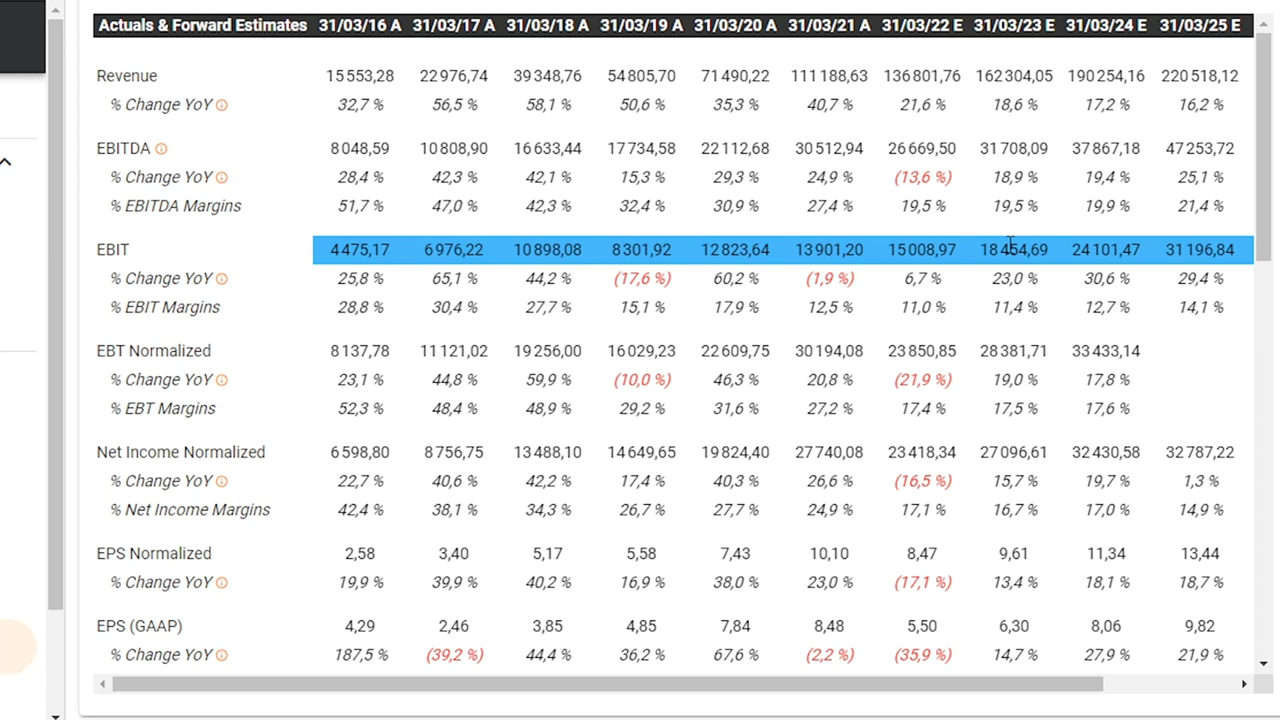 Actuals & Forward Estimates 31/03/16 A 31/03/17 A 31/03/18 A 31/03/19 A 31/03/20 A 31/03/21 A 31/03/22 E 31/03/23 E 31/03/24 E 31/03/25 E
Revenue 15 553,28 22 976,74 39 348,76 54 805,70 71 490,22 111 188,63 136 801,76 162 304,05 190 254,16 220 518,12
% Change YoY 32,7 % 56,5 % 58,1 % 50,6 % 35,3 % 40,7 % 21,6 % 18,6 % 17,2 % 16,2 %
EBITDA 8 048,59 10 808,90 16 633,44 17 734,58 22 112,68 30 512,94 26 669,50 31 708,09 37 867,18 47 253,72
% Change YoY 28,4 % 42,3 % 42,1 % 15,3 % 29,3 % 24,9 % (13,6 %) 18,9 % 19,4 % 25,1 %
% EBITDA Margins 51,7 % 47,0 % 42,3 % 32,4 % 30,9 % 27,4 % 19,5 % 19,5 % 19,9 % 21,4 %
EBIT 4 475,17 6 976,22 10 898,08 8 301,92 12 823,64 13 901,20 15 008,97 18 454,69 24 101,47 31 196,84
% Change YoY 25,8 % 65,1 % 44,2 % (17,6 %) 60,2 % (1,9 %) 6,7 % 23,0 % 30,6 % 29,4 %
% EBIT Margins 28,8 % 30,4 % 27,7 % 15,1 % 17,9 % 12,5 % 11,0 % 11,4 % 12,7 % 14,1 %
EBT Normalized 8 137,78 11 121,02 19 256,00 16 029,23 22 609,75 30 194,08 23 850,85 28 381,71 33 433,14
% Change YoY 23,1 % 44,8 % 59,9 % (10,0 %) 46,3 % 20,8 % (21,9 %) 19,0 % 17,8 %
% EBT Margins 52,3 % 48,4 % 48,9 % 29,2 % 31,6 % 27,2 % 17,4 % 17,5 % 17,6 %
Net Income Normalized 6 598,80 8 756,75 13 488,10 14 649,65 19 824,40 27 740,08 23 418,34 27 096,61 32 430,58 32 787,22
% Change YoY 22,7 % 40,6 % 42,2 % 17,4 % 40,3 % 26,6 % (16,5 %) 15,7 % 19,7 % 1,3 %
% Net Income Margins 42,4 % 38,1 % 34,3 % 26,7 % 27,7 % 24,9 % 17,1 % 16,7 % 17,0 % 14,9 %
EPS Normalized 2,58 3,40 5,17 5,58 7,43 10,10 8,47 9,61 11,34 13,44
% Change YoY 19,9 % 39,9 % 40,2 % 16,9 % 38,0 % 23,0 % (17,1 %) 13,4 % 18,1 % 18,7 %
EPS (GAAP) 4,29 2,46 3,85 4,85 7,84 8,48 5,50 6,30 8,06 9,82
% Change YoY 187,5 % (39,2 %) 44,4 % 36,2 % 67,6 % (2,2 %) (35,9 %) 14,7 % 27,9 % 21,9 %